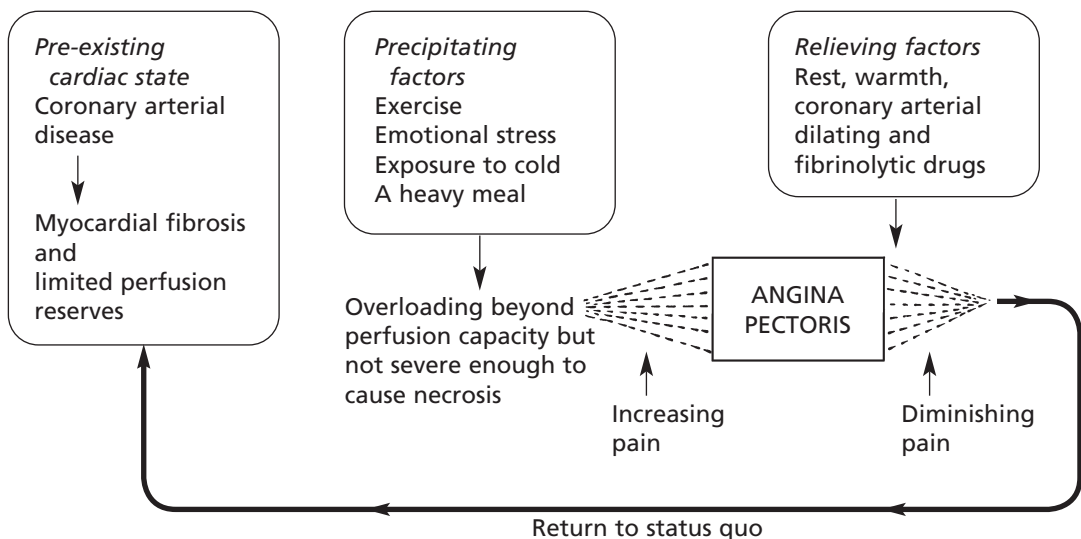 Pre-existing
cardiac state
Coronary arterial
disease
Myocardial fibrosis
and
limited perfusion
reserves
Precipitating
factors
Exercise
Emotional stress
Exposure to cold
A heavy meal
Overloading beyond
perfusion capacity but
not severe enough to
cause necrosis
Increasing
pain
ANGINA
PECTORIS
Relieving factors
Rest, warmth,
coronary arterial
dilating and
fibrinolytic drugs
Diminishing
pain
Return to status quo